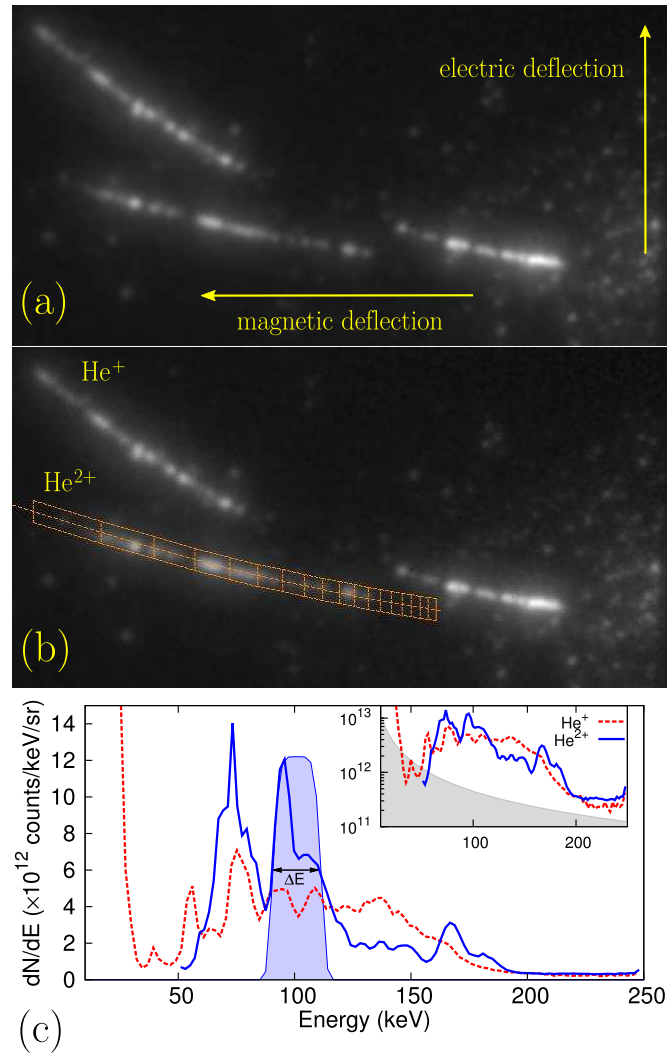 electric deflection
(a)
magnetic deflection
He⁺
He²⁺
(b)
dN/dE (×10¹² counts/keV/sr)
14
12
10
8
6
4
2
0
50
100
150
200
250
Energy (keV)
ΔE
10¹³
10¹²
10¹¹
100
200
He⁺
He²⁺
(c)